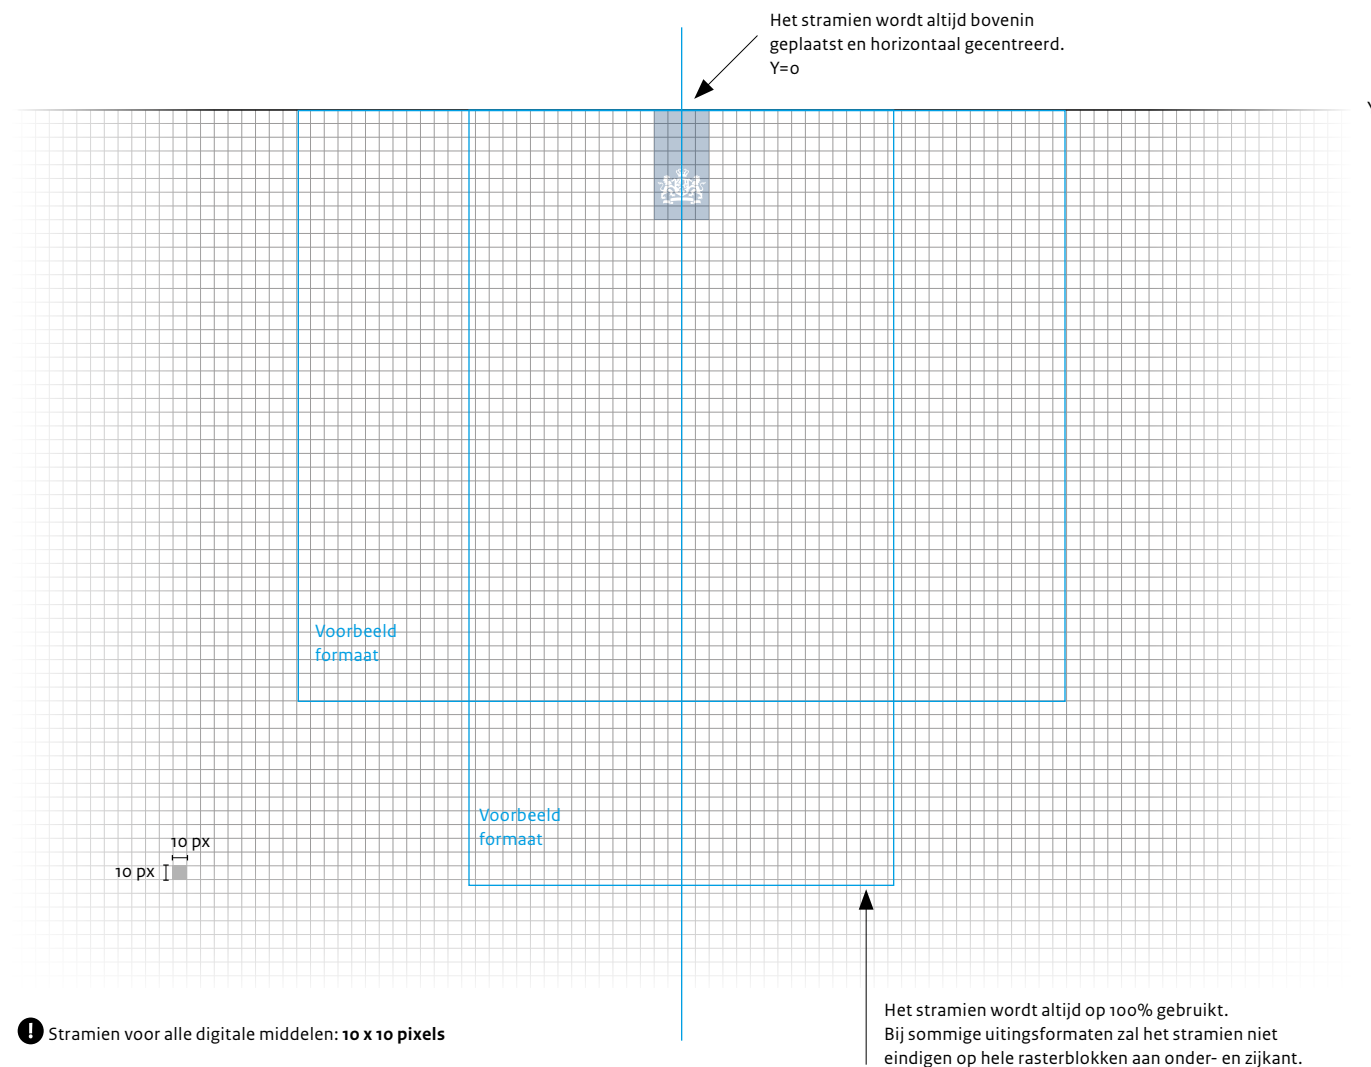 Het stramien wordt altijd bovenin
geplaatst en horizontaal gecentreerd.
Y=0
Voorbeeld
formaat
Voorbeeld
formaat
10 px
10 px
Stramien voor alle digitale middelen: 10 x 10 pixels
Het stramien wordt altijd op 100% gebruikt.
Bij sommige uitingsformaten zal het stramien niet
eindigen op hele rasterblokken aan onder- en zijkant.